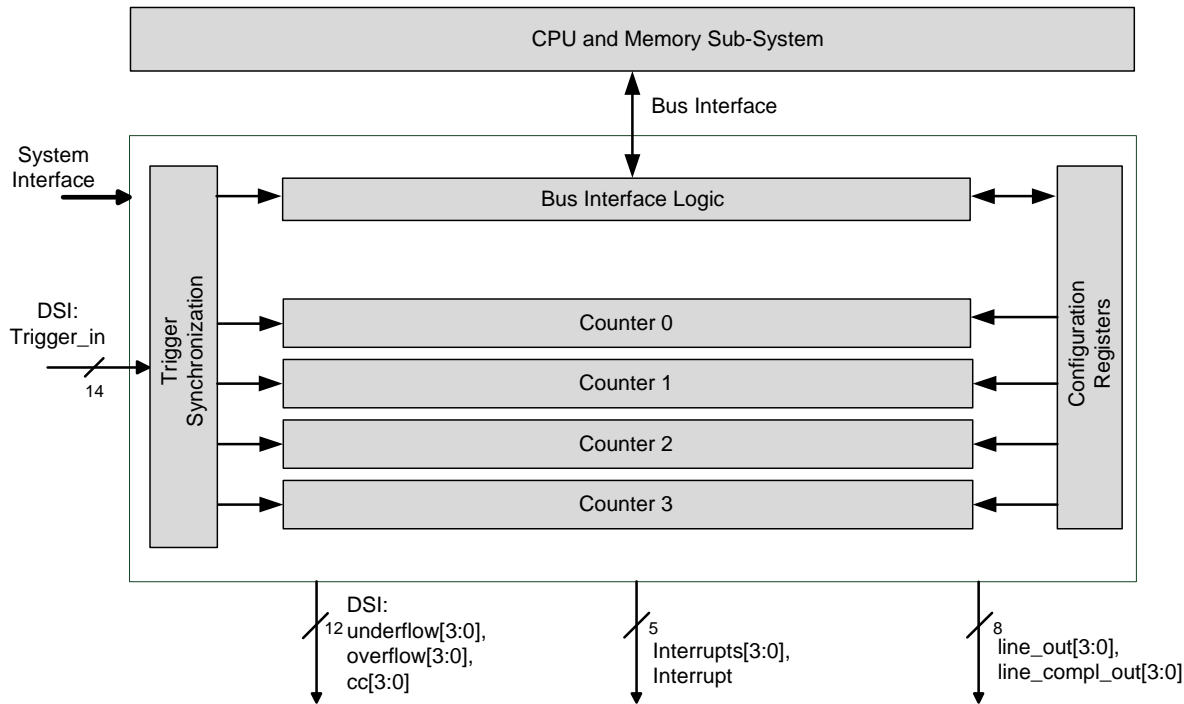 CPU and Memory Sub-System
Bus Interface
System
Interface
Bus Interface Logic
Trigger
Synchronization
Configuration
Registers
DSI:
Trigger_in
14
Counter 0
Counter 1
Counter 2
Counter 3
12
DSI:
underflow[3:0],
overflow[3:0],
cc[3:0]
5
Interrupts[3:0],
Interrupt
8
line_out[3:0],
line_compl_out[3:0]